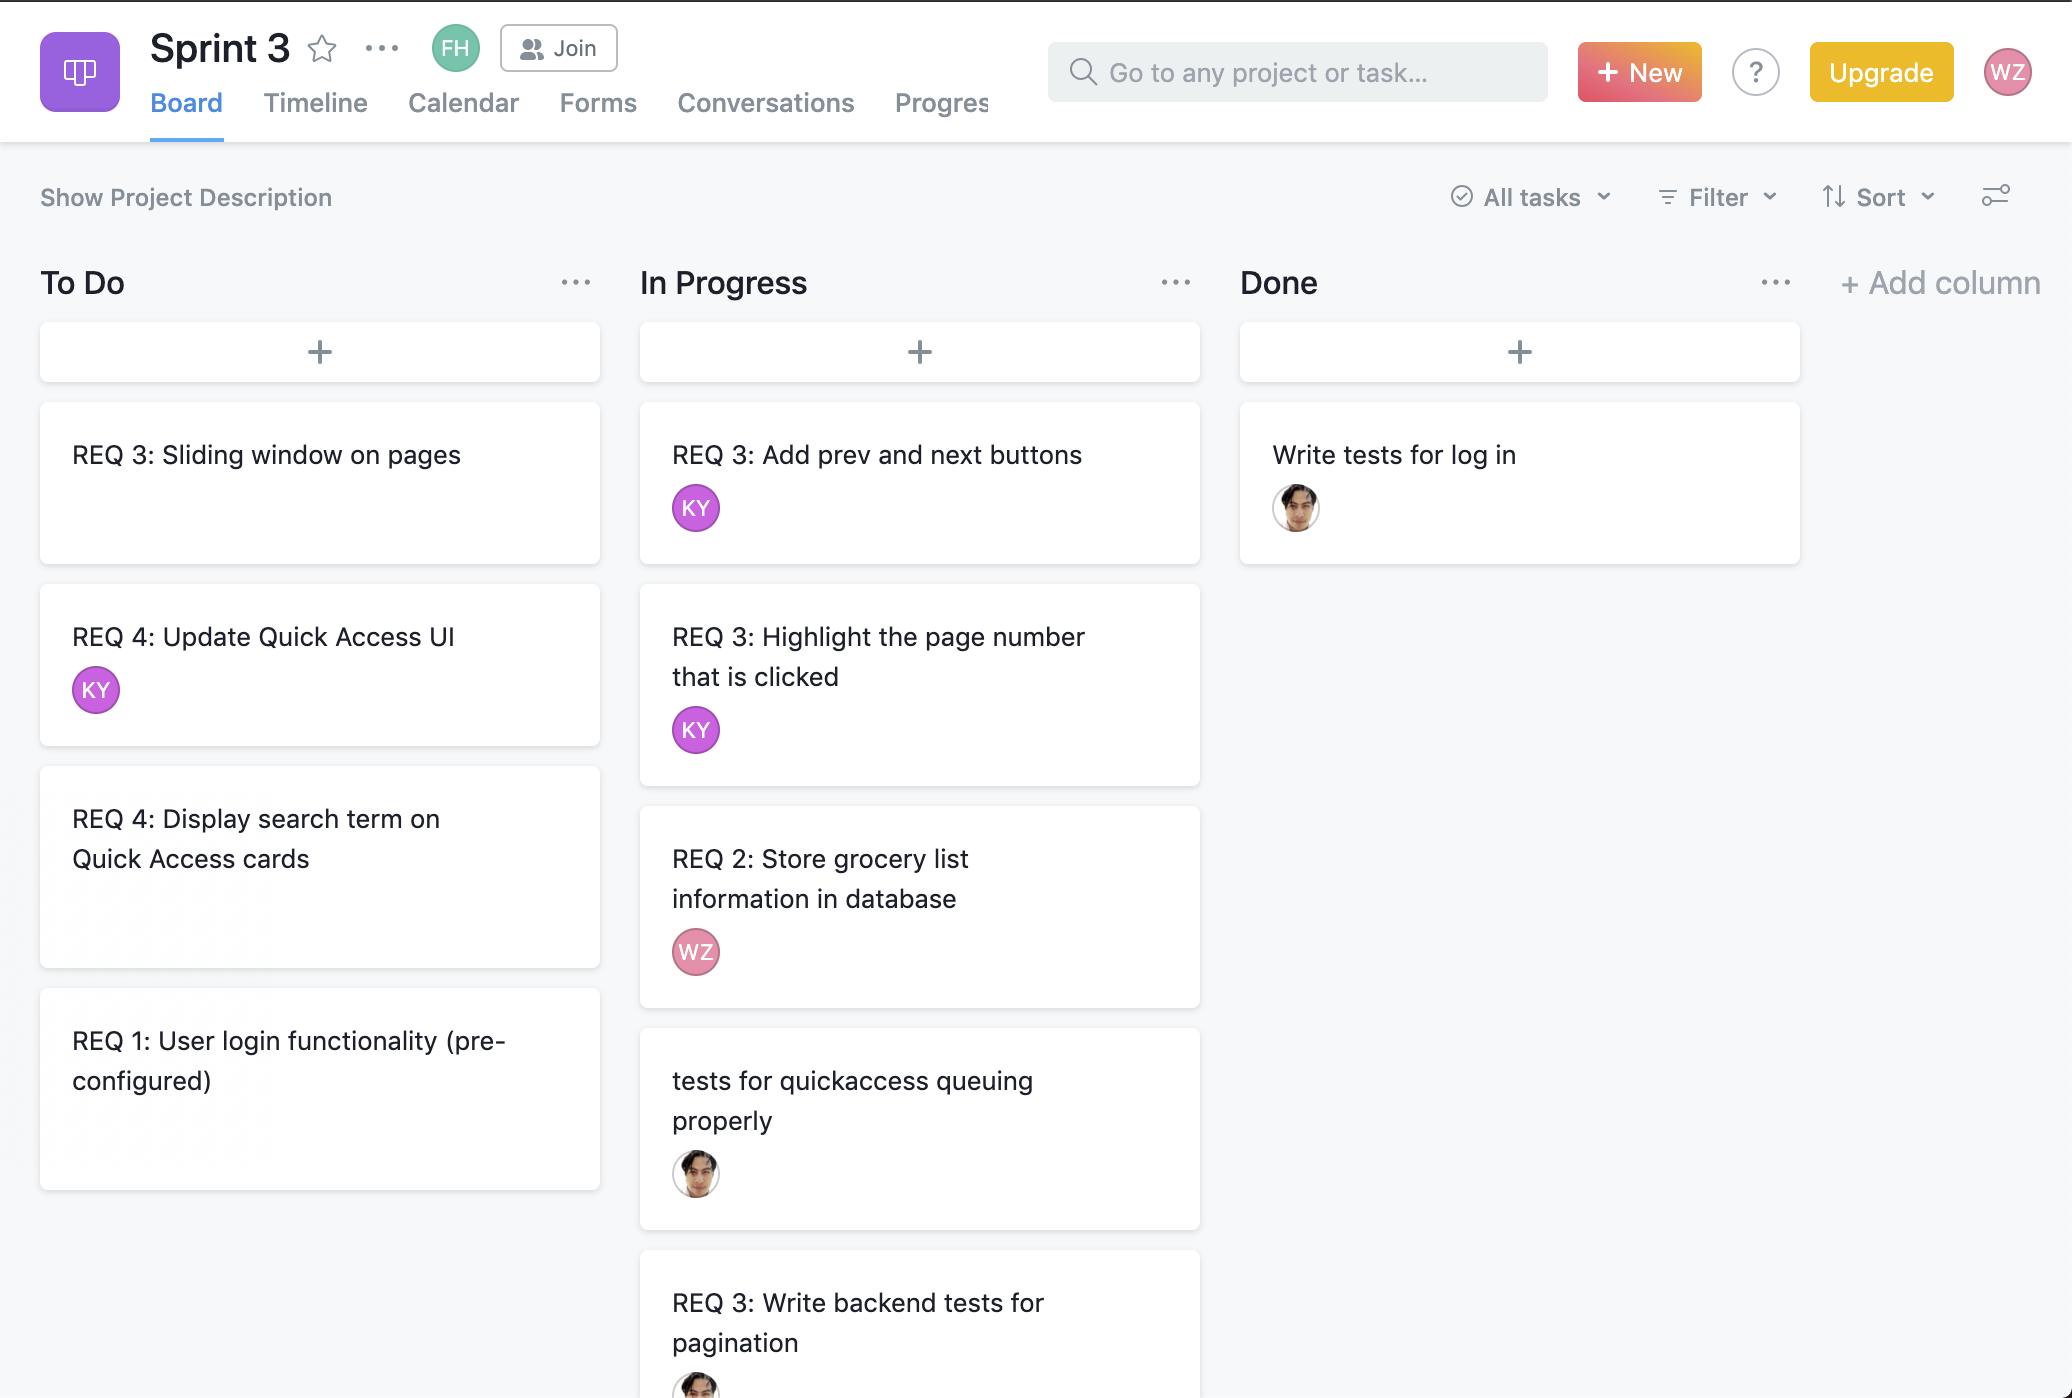 Sprint 3
FH
Join
Board
Timeline
Calendar
Forms
Conversations
Progres
Go to any project or task...
+ New
?
Upgrade
WZ
Show Project Description
All tasks
Filter
Sort
To Do
REQ 3: Sliding window on pages
REQ 4: Update Quick Access UI
KY
REQ 4: Display search term on
Quick Access cards
REQ 1: User login functionality (pre-
configured)
In Progress
REQ 3: Add prev and next buttons
KY
REQ 3: Highlight the page number
that is clicked
KY
REQ 2: Store grocery list
information in database
WZ
tests for quickaccess queuing
properly
REQ 3: Write backend tests for
pagination
Done
Write tests for log in
+ Add column